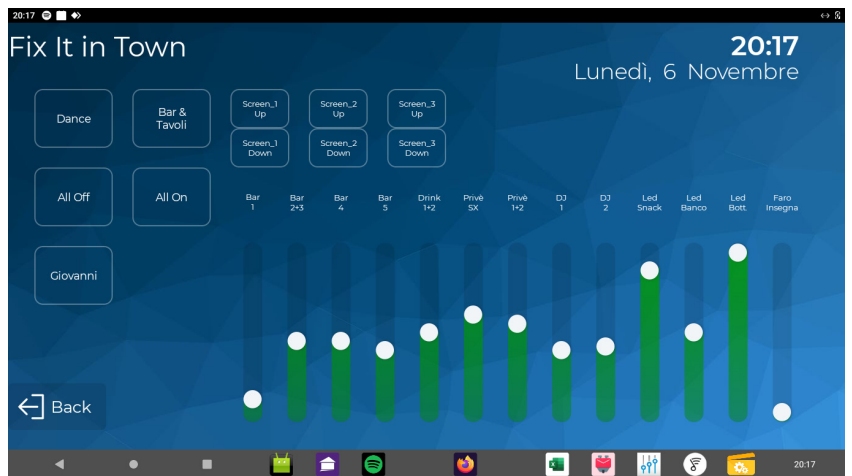 20:17
Fix It in Town
20:17
Lunedì, 6 Novembre
Dance
Bar &
Tavoli
Screen_1
Up
Screen_2
Up
Screen_3
Up
Screen_1
Down
Screen_2
Down
Screen_3
Down
All Off
All On
Bar
1
Bar
2+3
Bar
4
Bar
5
Drink
1+2
Privè
SX
Privè
1+2
DJ
1
DJ
2
Led
Snack
Led
Banco
Led
Bott
Faro
Insegna
Giovanni
Back
20:17